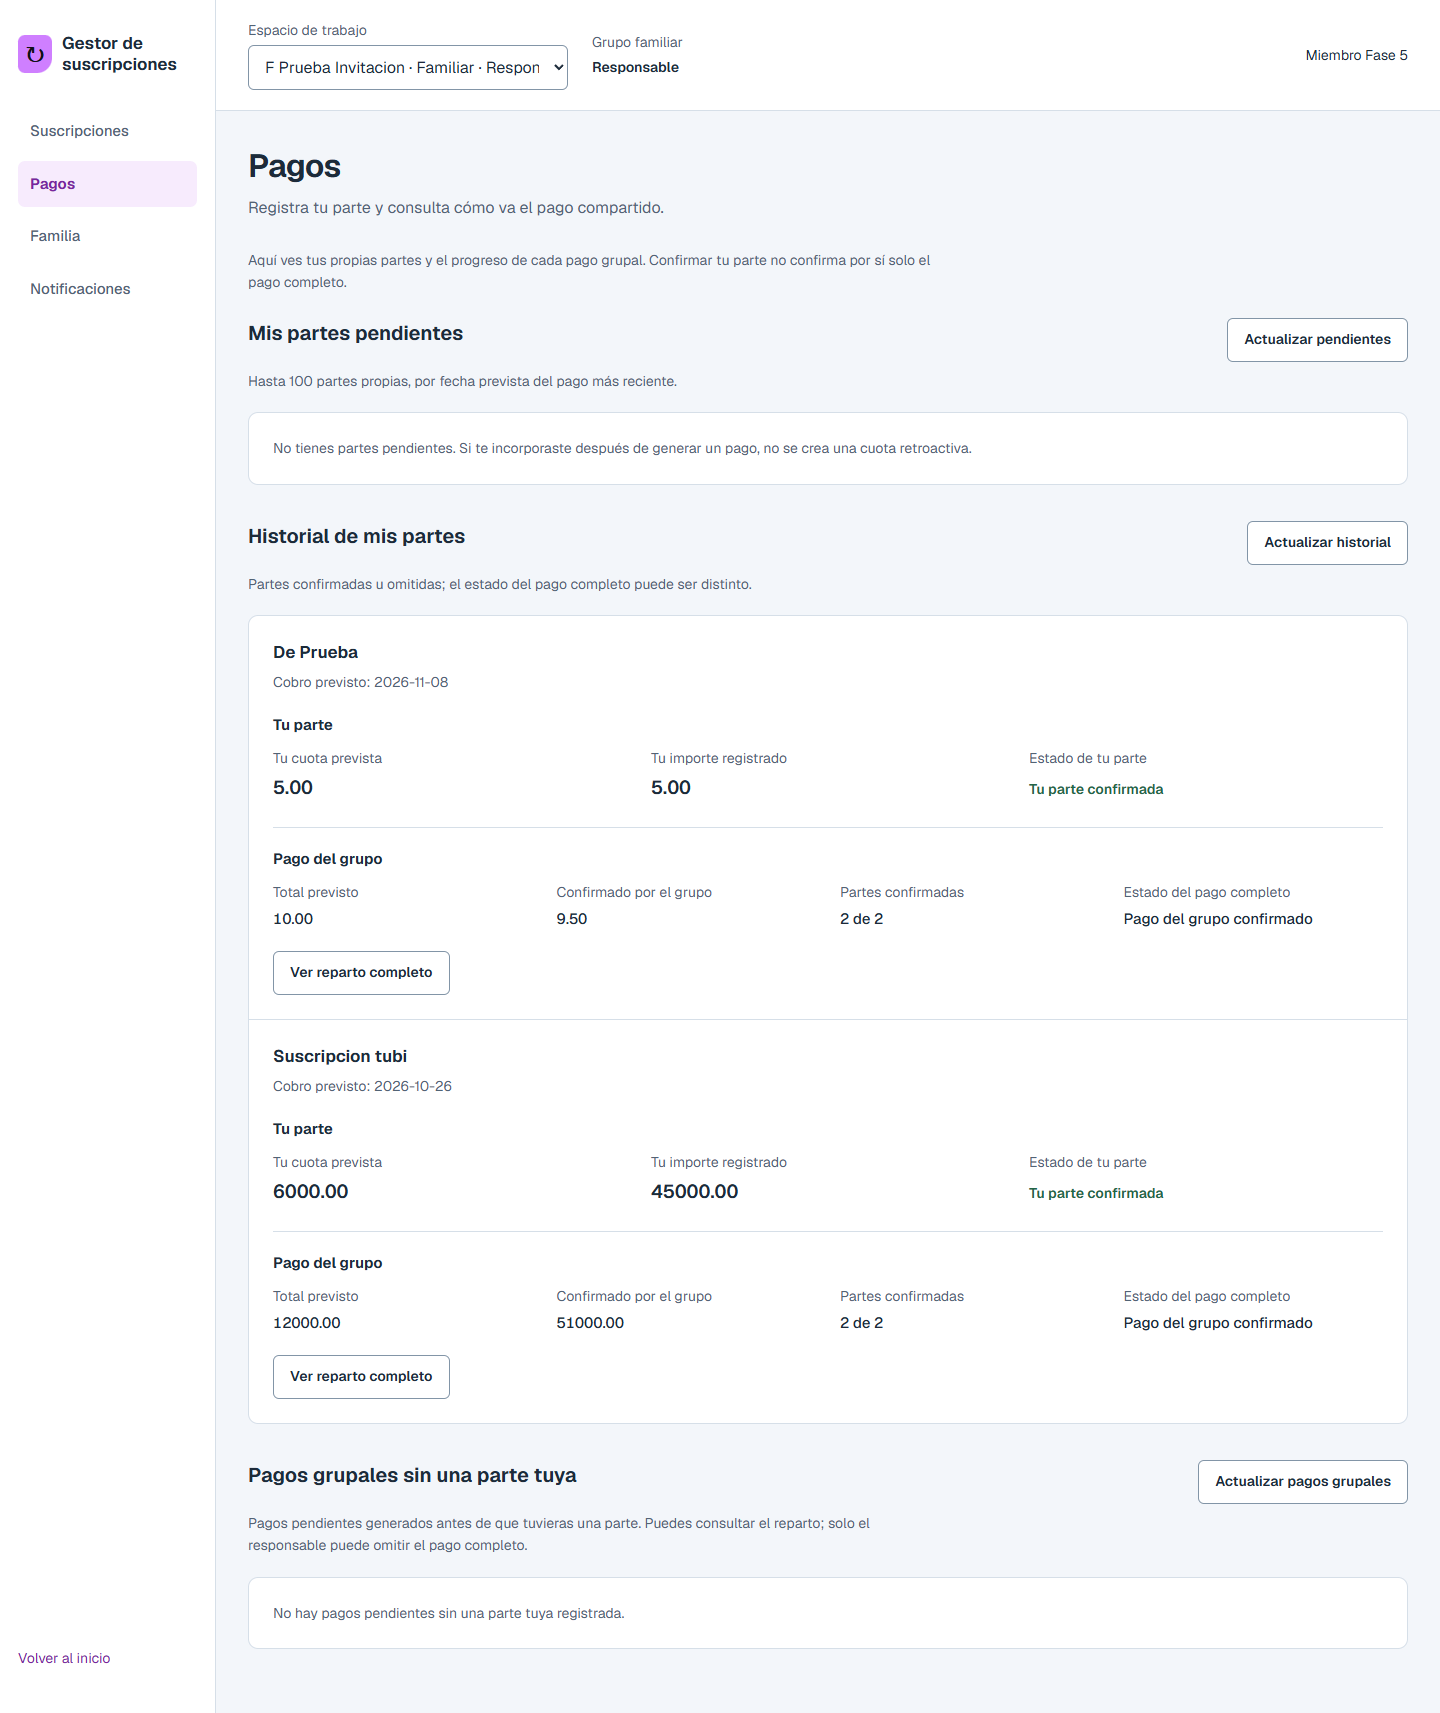 Gestor de
suscripciones
Suscripciones
Pagos
Familia
Notificaciones
Volver al inicio
Espacio de trabajo
F Prueba Invitacion · Familiar · Respon
Grupo familiar
Responsable
Miembro Fase 5
Pagos
Registra tu parte y consulta cómo va el pago compartido.
Aquí ves tus propias partes y el progreso de cada pago grupal. Confirmar tu parte no confirma por sí solo el
pago completo.
Mis partes pendientes
Actualizar pendientes
Hasta 100 partes propias, por fecha prevista del pago más reciente.
No tienes partes pendientes. Si te incorporaste después de generar un pago, no se crea una cuota retroactiva.
Historial de mis partes
Actualizar historial
Partes confirmadas u omitidas; el estado del pago completo puede ser distinto.
De Prueba
Cobro previsto: 2026-11-08
Tu parte
Tu cuota prevista
5.00
Tu importe registrado
5.00
Estado de tu parte
Tu parte confirmada
Pago del grupo
Total previsto
10.00
Confirmado por el grupo
9.50
Partes confirmadas
2 de 2
Estado del pago completo
Pago del grupo confirmado
Ver reparto completo
Suscripcion tubi
Cobro previsto: 2026-10-26
Tu parte
Tu cuota prevista
6000.00
Tu importe registrado
45000.00
Estado de tu parte
Tu parte confirmada
Pago del grupo
Total previsto
12000.00
Confirmado por el grupo
51000.00
Partes confirmadas
2 de 2
Estado del pago completo
Pago del grupo confirmado
Ver reparto completo
Pagos grupales sin una parte tuya
Actualizar pagos grupales
Pagos pendientes generados antes de que tuvieras una parte. Puedes consultar el reparto; solo el
responsable puede omitir el pago completo.
No hay pagos pendientes sin una parte tuya registrada.